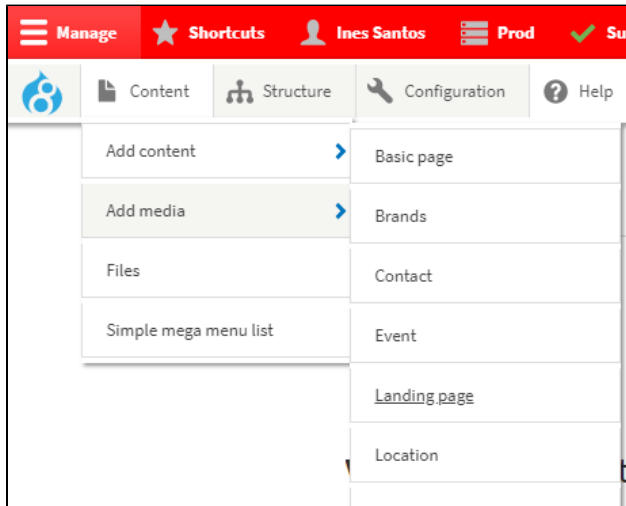 Manage Shortcuts Ines Santos Prod Su
Content Structure Configuration Help
Add content Basic page
Add media Brands
Files Contact
Simple mega menu list Event
Landing page
Location